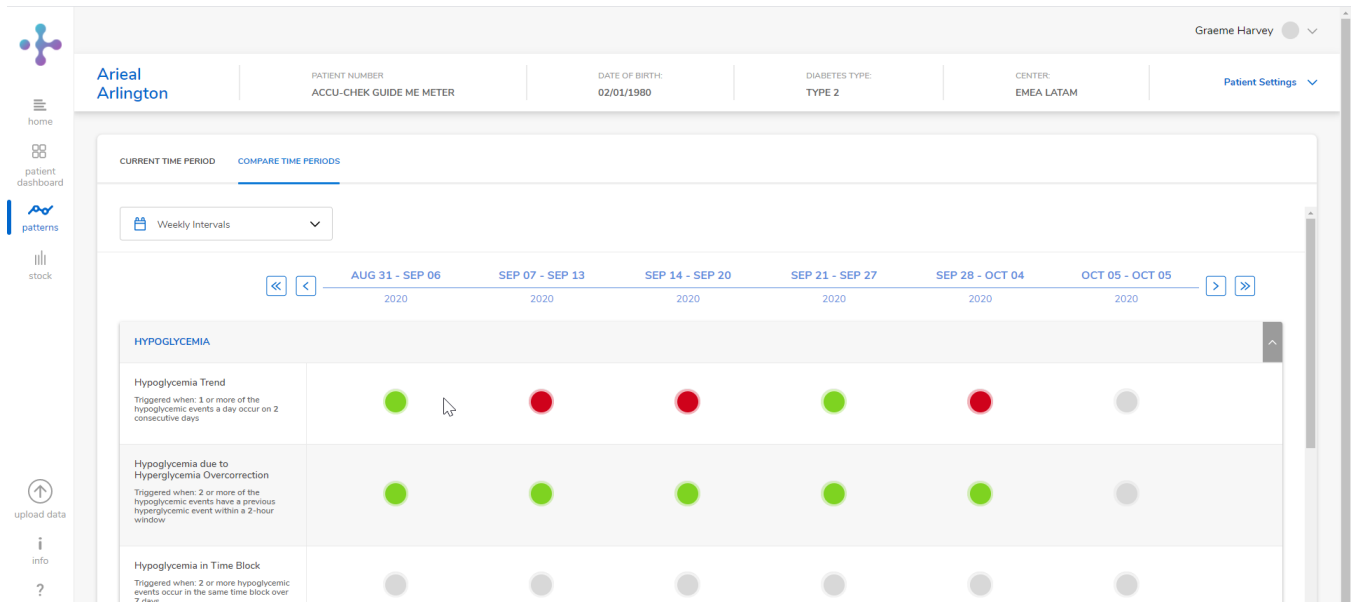 Graeme Harvey
Arieal
Arlington
PATIENT NUMBER
ACCU-CHEK GUIDE ME METER
DATE OF BIRTH:
02/01/1980
DIABETES TYPE:
TYPE 2
CENTER:
EMEA LATAM
Patient Settings
home
patient
dashboard
patterns
stock
upload data
info
?
CURRENT TIME PERIOD
COMPARE TIME PERIODS
Weekly Intervals
AUG 31 - SEP 06
2020
SEP 07 - SEP 13
2020
SEP 14 - SEP 20
2020
SEP 21 - SEP 27
2020
SEP 28 - OCT 04
2020
OCT 05 - OCT 05
2020
HYPOGLYCEMIA
Hypoglycemia Trend
Triggered when: 1 or more of the
hypoglycemic events a day occur on 2
consecutive days
Hypoglycemia due to
Hyperglycemia Overcorrection
Triggered when: 2 or more of the
hypoglycemic events have a previous
hyperglycemic event within a 2-hour
window
Hypoglycemia in Time Block
Triggered when: 2 or more hypoglycemic
events occur in the same time block over
7 days